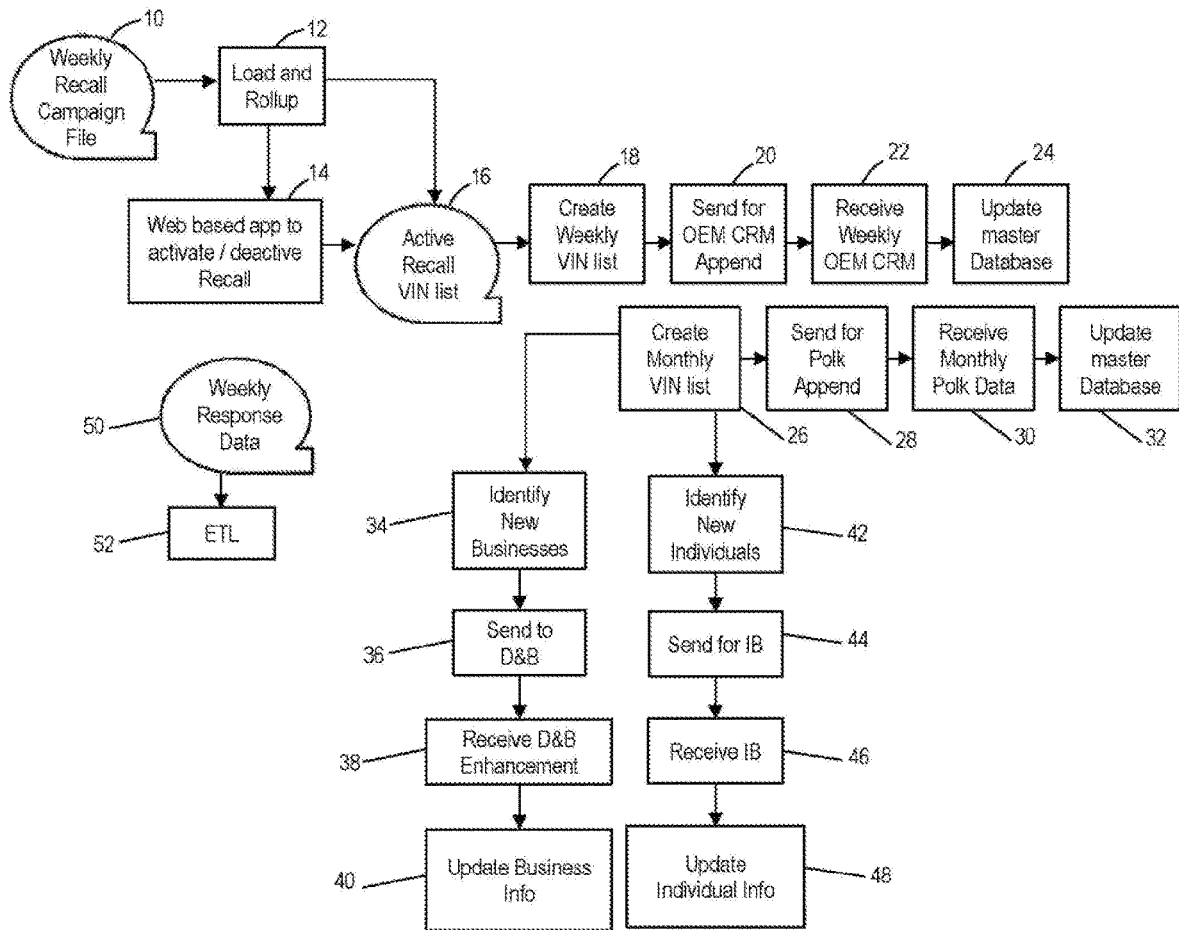 10
Weekly
Recall
Campaign
File
12
Load and
Rollup
14
Web based app to
activate / deactive
Recall
16
Active
Recall
VIN list
18
Create
Weekly
VIN list
20
Send for
OEM CRM
Append
22
Receive
Weekly
OEM CRM
24
Update
master
Database
Create
Monthly
VIN list
26
Send for
Polk
Append
28
Receive
Monthly
Polk Data
30
Update
master
Database
32
50
Weekly
Response
Data
52
ETL
34
Identify
New
Businesses
36
Send to
D&B
38
Receive D&B
Enhancement
40
Update Business
Info
Identify
New
Individuals
42
Send for IB
44
Receive IB
46
Update
Individual Info
48